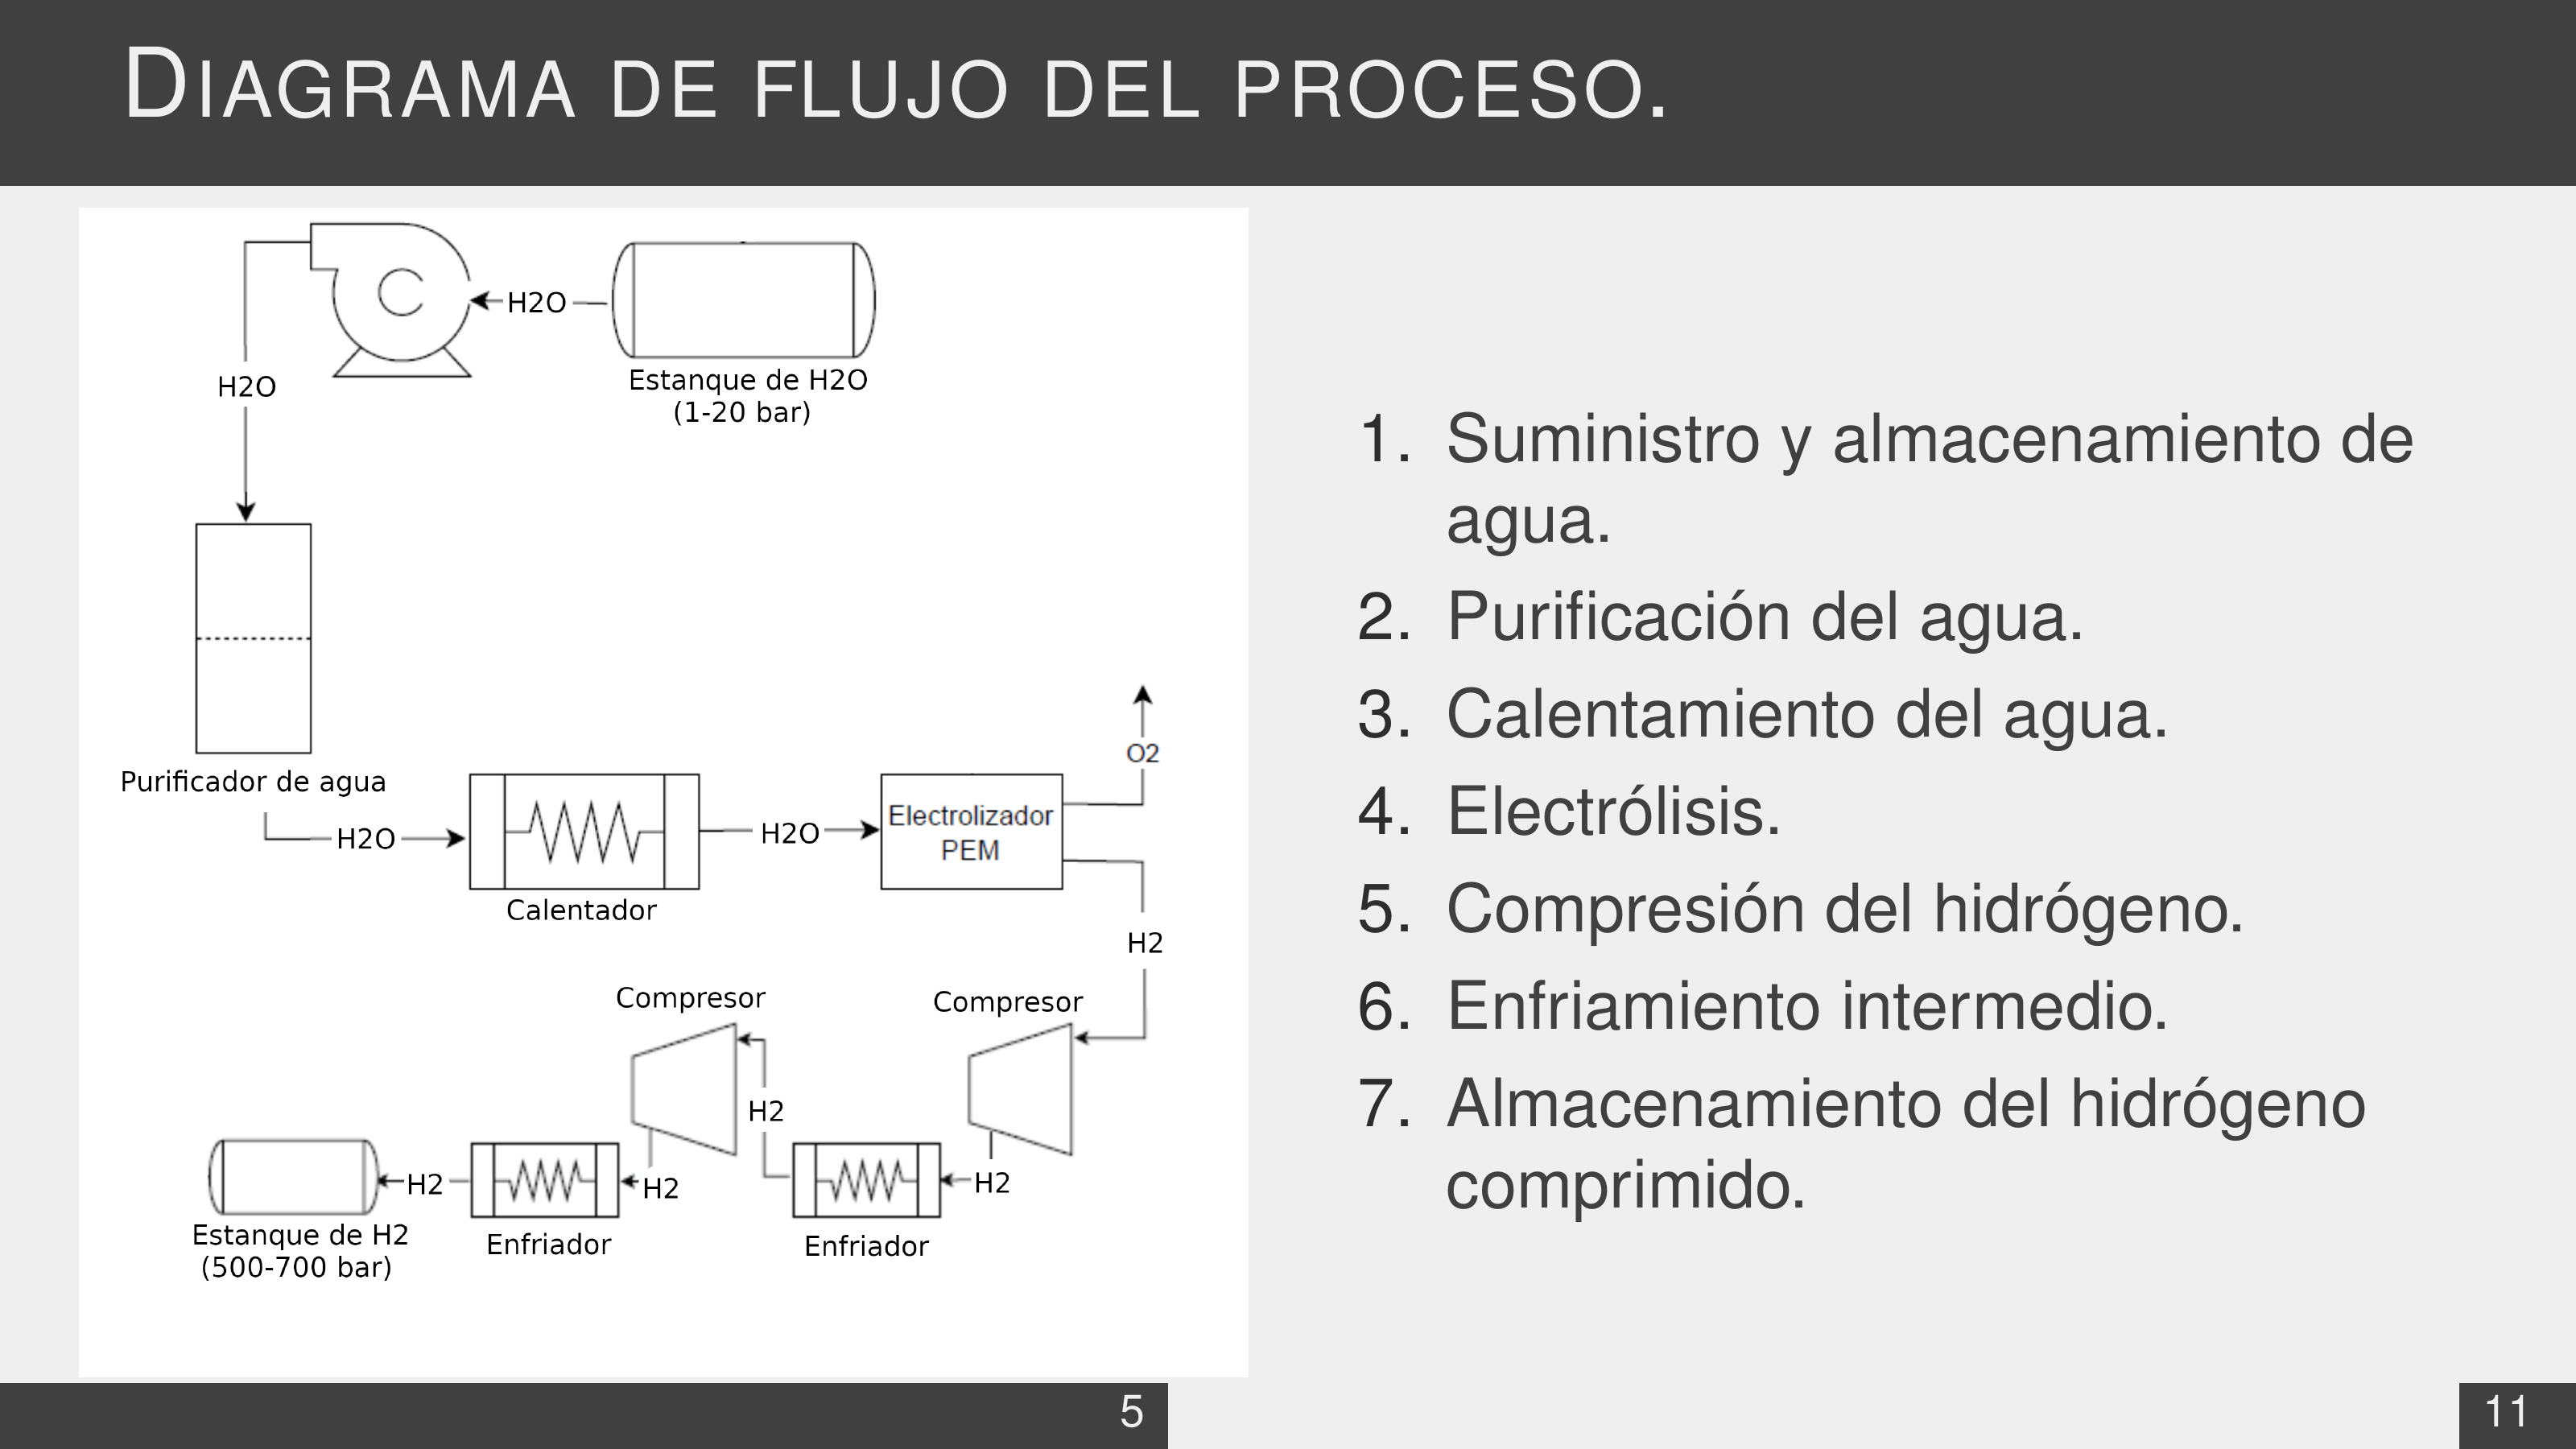 DIAGRAMA DE FLUJO DEL PROCESO.
H2O
Estanque de H2O
(1-20 bar)
H2O
Purificador de agua
H2O
Calentador
H2O
Electrolizador
PEM
O2
H2
Compresor
Compresor
H2
H2
Enfriador
H2
Enfriador
H2
Estanque de H2
(500-700 bar)
1. Suministro y almacenamiento de
agua.
2. Purificación del agua.
3. Calentamiento del agua.
4. Electrólisis.
5. Compresión del hidrógeno.
6. Enfriamiento intermedio.
7. Almacenamiento del hidrógeno
comprimido.
5
11